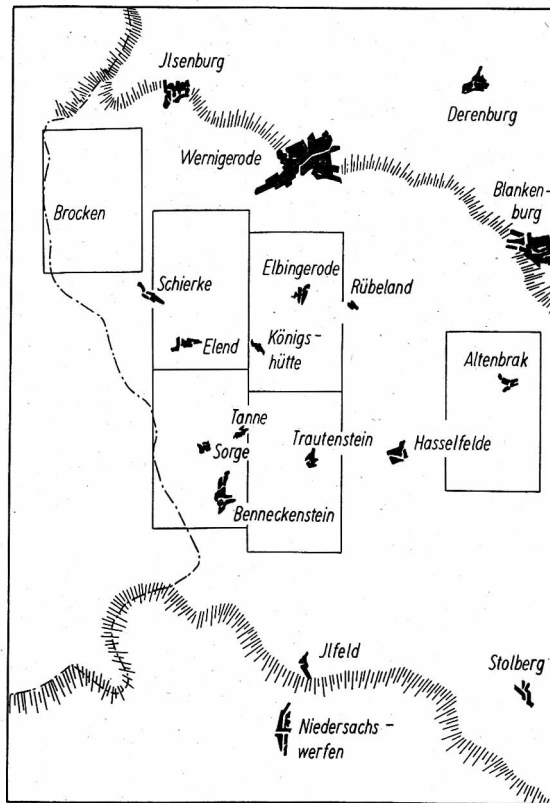 Jlsenburg
Derenburg
Wernigerode
Blanken-
burg
Brocken
Schierke
Elbingerode
Rübeland
Elend
Königs-
hütte
Altenbrak
Tanne
Sorge
Trautenstein
Hasselfelde
Benneckenstein
Jlfeld
Stolberg
Niedersachs-
werfen